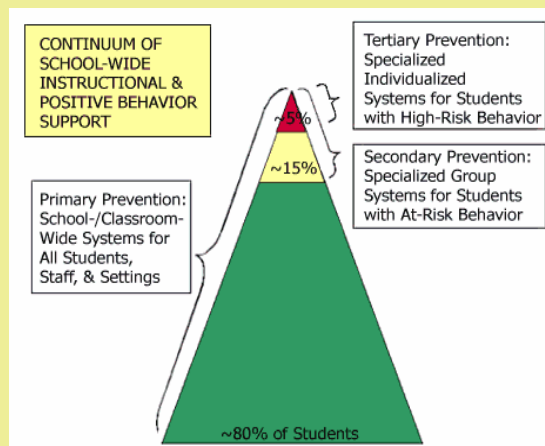 CONTINUUM OF
SCHOOL-WIDE
INSTRUCTIONAL &
POSITIVE BEHAVIOR
SUPPORT
Tertiary Prevention:
Specialized
Individualized
Systems for Students
with High-Risk Behavior
~5%
Secondary Prevention:
Specialized Group
Systems for Students
with At-Risk Behavior
~15%
Primary Prevention:
School-/Classroom-
Wide Systems for
All Students,
Staff, & Settings
~80% of Students